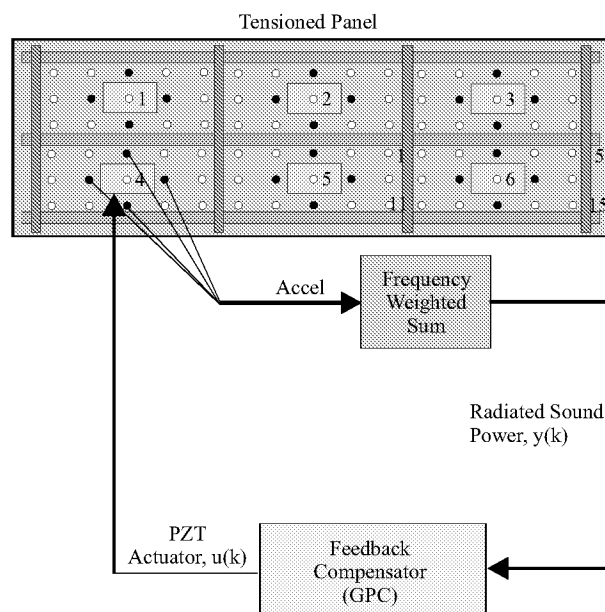 Tensioned Panel
1
2
3
4
5
6
1
5
11
15
Accel
Frequency
Weighted
Sum
Radiated Sound
Power, y(k)
PZT
Actuator, u(k)
Feedback
Compensator
(GPC)